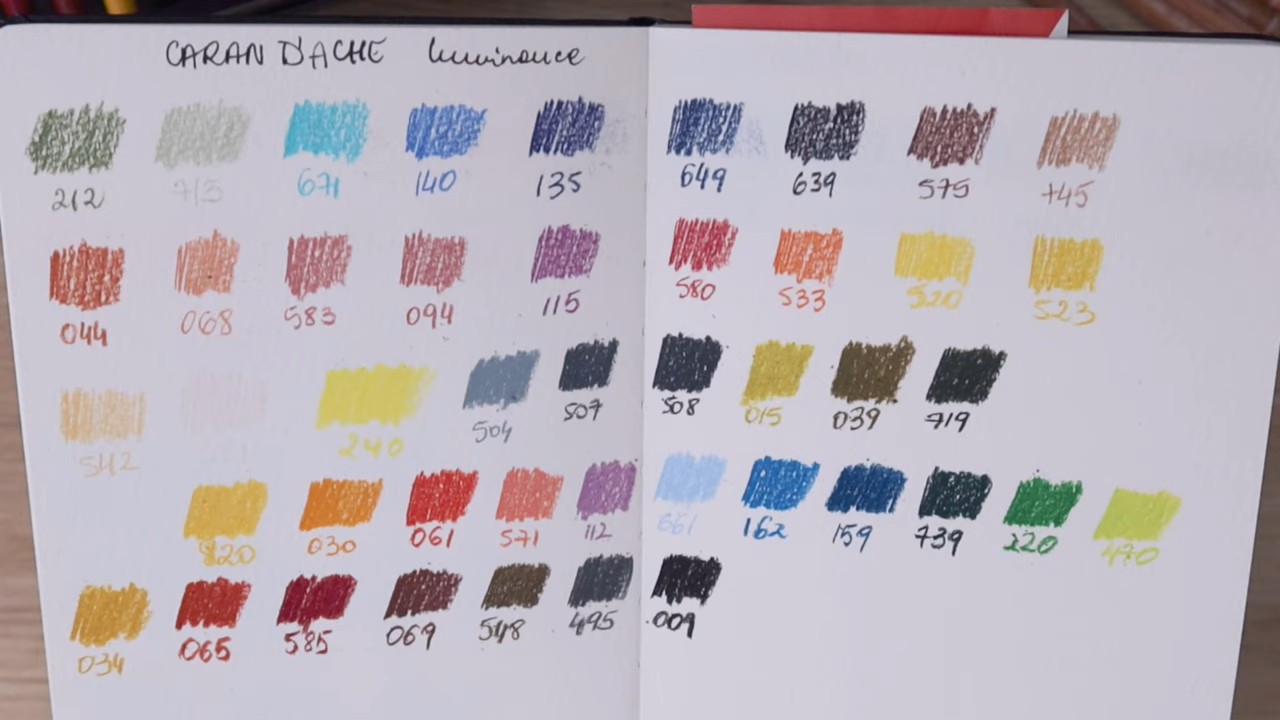 CARAN D'ACHE luminance
212 713 671 140 135
044 068 583 094 115
542 240 504 507
820 030 061 571 112
034 065 585 069 548 495
649 639 575 745
580 533 520 523
508 015 039 719
661 162 159 739 220 470
009